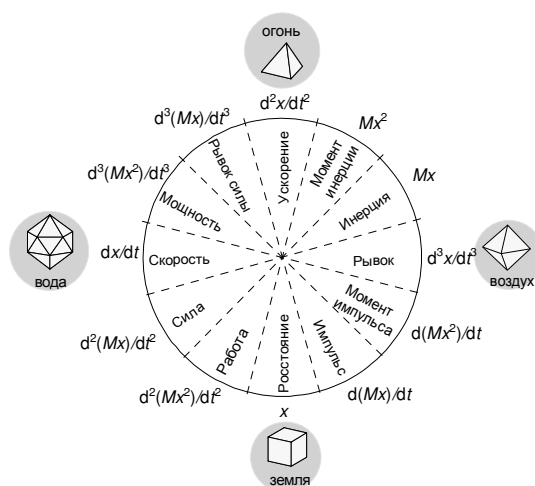 огонь
d²x/dt²
d³(Mx)/dt³
Mx²
d³(Mx²)/dt³
Mx
Рывок силы
Ускорение
Момент
инерции
Мощность
Инерция
dx/dt
Скорость
Рывок
d³x/dt³
вода
воздух
Сила
Момент
импульса
d²(Mx)/dt²
d(Mx²)/dt
Работа
Росстояние
Импульс
d²(Mx²)/dt²
d(Mx)/dt
x
земля